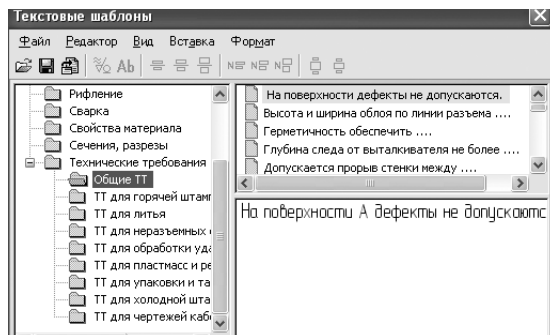 Текстовые шаблоны
Файл Редактор Вид Вставка Формат
Ab
Рифление
Сварка
Свойства материала
Сечения, разрезы
Технические требования
Общие ТТ
ТТ для горячей штамп
ТТ для литья
ТТ для неразъемных
ТТ для обработки уда
ТТ для пластмасс и ре
ТТ для упаковки и та
ТТ для холодной шта
ТТ для чертежей каб
На поверхности дефекты не допускаются.
Высота и ширина облоя по линии разъема ....
Герметичность обеспечить ....
Глубина следа от выталкивателя не более ....
Допускается прорыв стенки между ....
На поверхности А дефекты не допускаютс